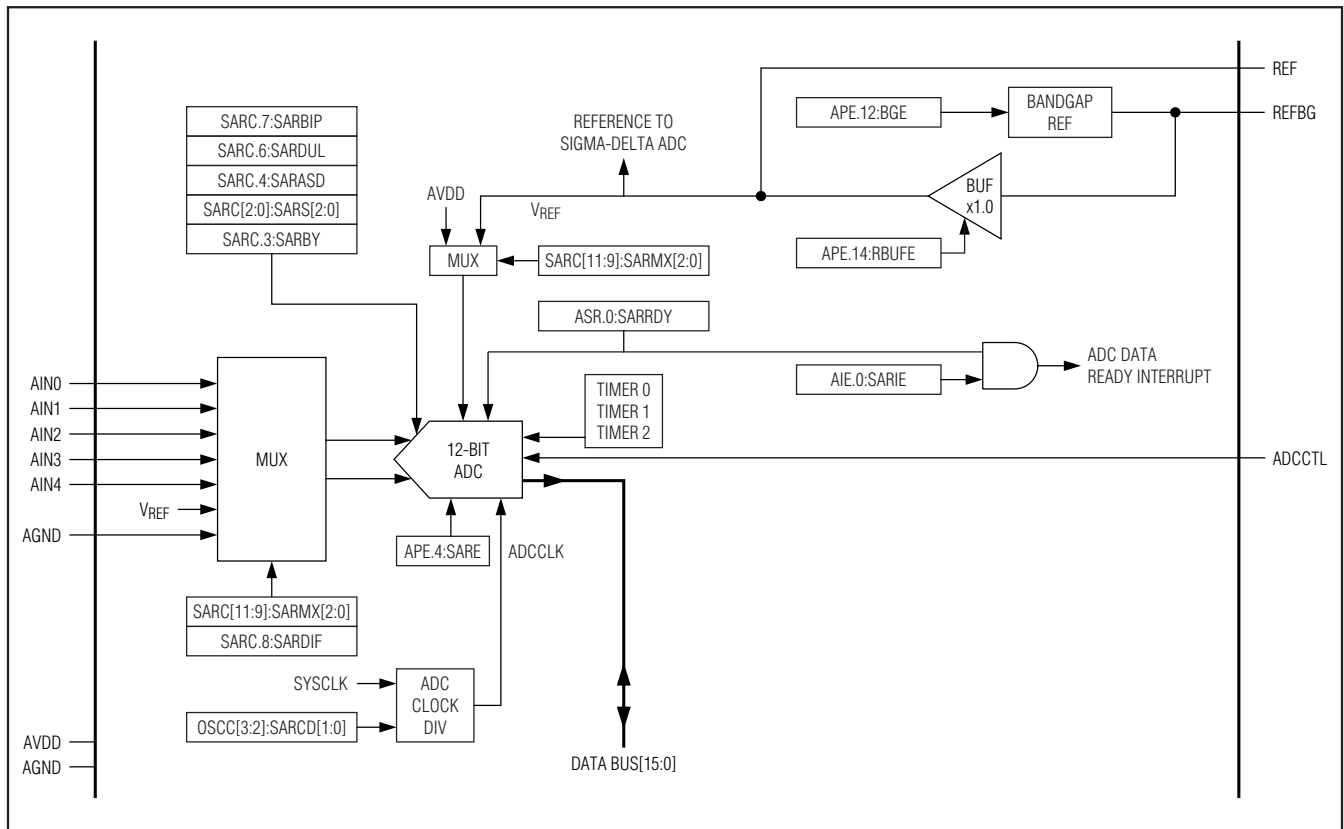 REF
APE.12:BGE
BANDGAP
REF
REFBG
SARC.7:SARBIP
SARC.6:SARDUL
SARC.4:SARASD
SARC[2:0]:SARS[2:0]
SARC.3:SARBY
REFERENCE TO
SIGMA-DELTA ADC
AVDD
VREF
BUF
x1.0
MUX
SARC[11:9]:SARMX[2:0]
APE.14:RBUFE
ASR.0:SARRDY
AIE.0:SARIE
ADC DATA
READY INTERRUPT
TIMER 0
TIMER 1
TIMER 2
AIN0
AIN1
AIN2
AIN3
AIN4
VREF
AGND
MUX
12-BIT
ADC
ADCCTL
APE.4:SARE
ADCCLK
SARC[11:9]:SARMX[2:0]
SARC.8:SARDIF
SYSCLK
OSCC[3:2]:SARCD[1:0]
ADC
CLOCK
DIV
AVDD
AGND
DATA BUS[15:0]